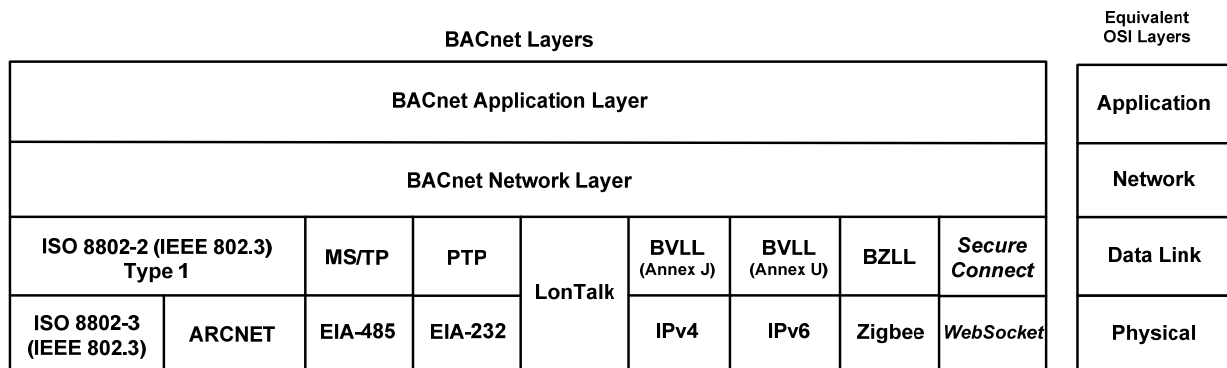 BACnet Layers
Equivalent
OSI Layers
BACnet Application Layer
Application
BACnet Network Layer
Network
ISO 8802-2 (IEEE 802.3)
Type 1
MS/TP
PTP
LonTalk
BVLL
(Annex J)
BVLL
(Annex U)
BZLL
Secure
Connect
Data Link
ISO 8802-3
(IEEE 802.3)
ARCNET
EIA-485
EIA-232
IPv4
IPv6
Zigbee
WebSocket
Physical